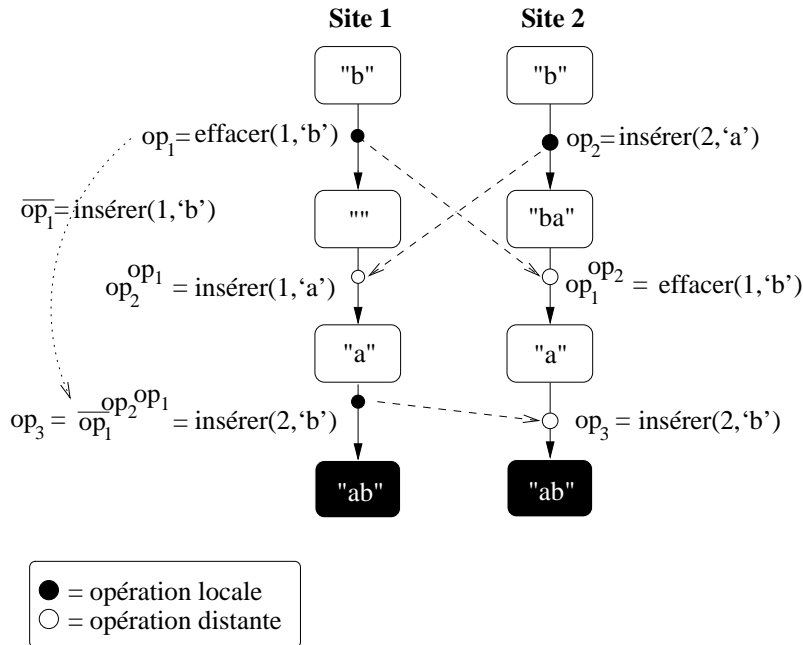 Site 1 Site 2
"b" "b"
op1 = effacer(1,‘b’) op2 = insérer(2,‘a’)
op1 = insérer(1,‘b’) "" "ba"
op2 op1 = insérer(1,‘a’) op1 op2 = effacer(1,‘b’)
"a" "a"
op3 = op1 op2 op1 = insérer(2,‘b’) op3 = insérer(2,‘b’)
"ab" "ab"
= opération locale
= opération distante